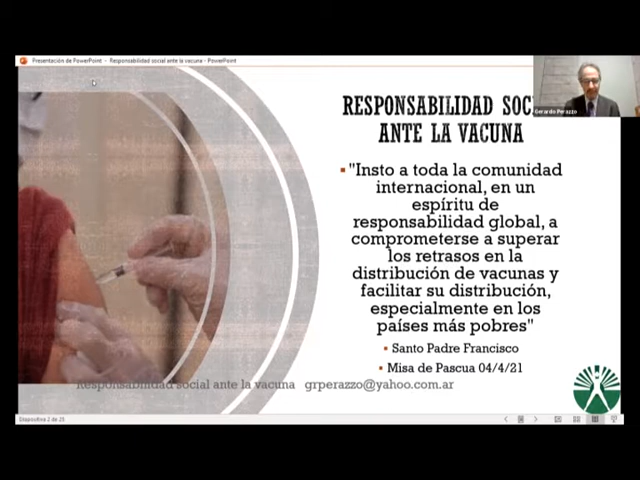 Presentación de PowerPoint - Responsabilidad social ante la vacuna - PowerPoint
Gerardo Perazzo
RESPONSABILIDAD SOC
ANTE LA VACUNA
"Insto a toda la comunidad
internacional, en un
espíritu de
responsabilidad global, a
comprometerse a superar
los retrasos en la
distribución de vacunas y
facilitar su distribución,
especialmente en los
países más pobres"
Santo Padre Francisco
Misa de Pascua 04/4/21
Responsabilidad social ante la vacuna grperazzo@yahoo.com.ar
Diapositiva 2 de 25